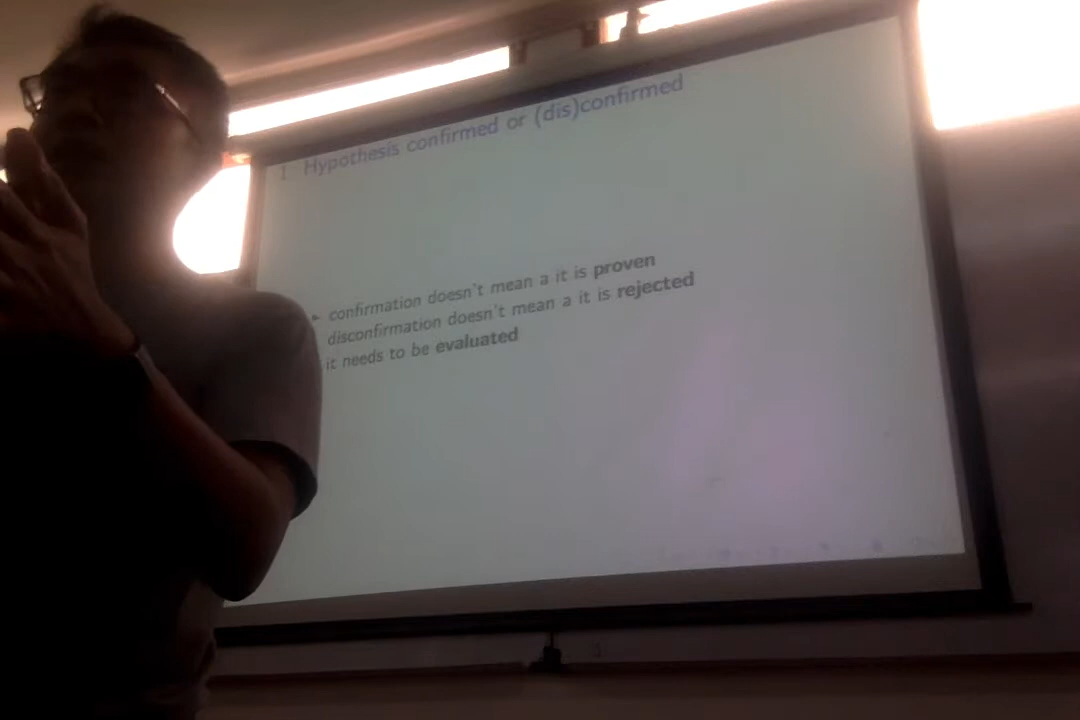 I Hypothesis confirmed or (dis)confirmed
confirmation doesn't mean a it is proven
disconfirmation doesn't mean a it is rejected
it needs to be evaluated